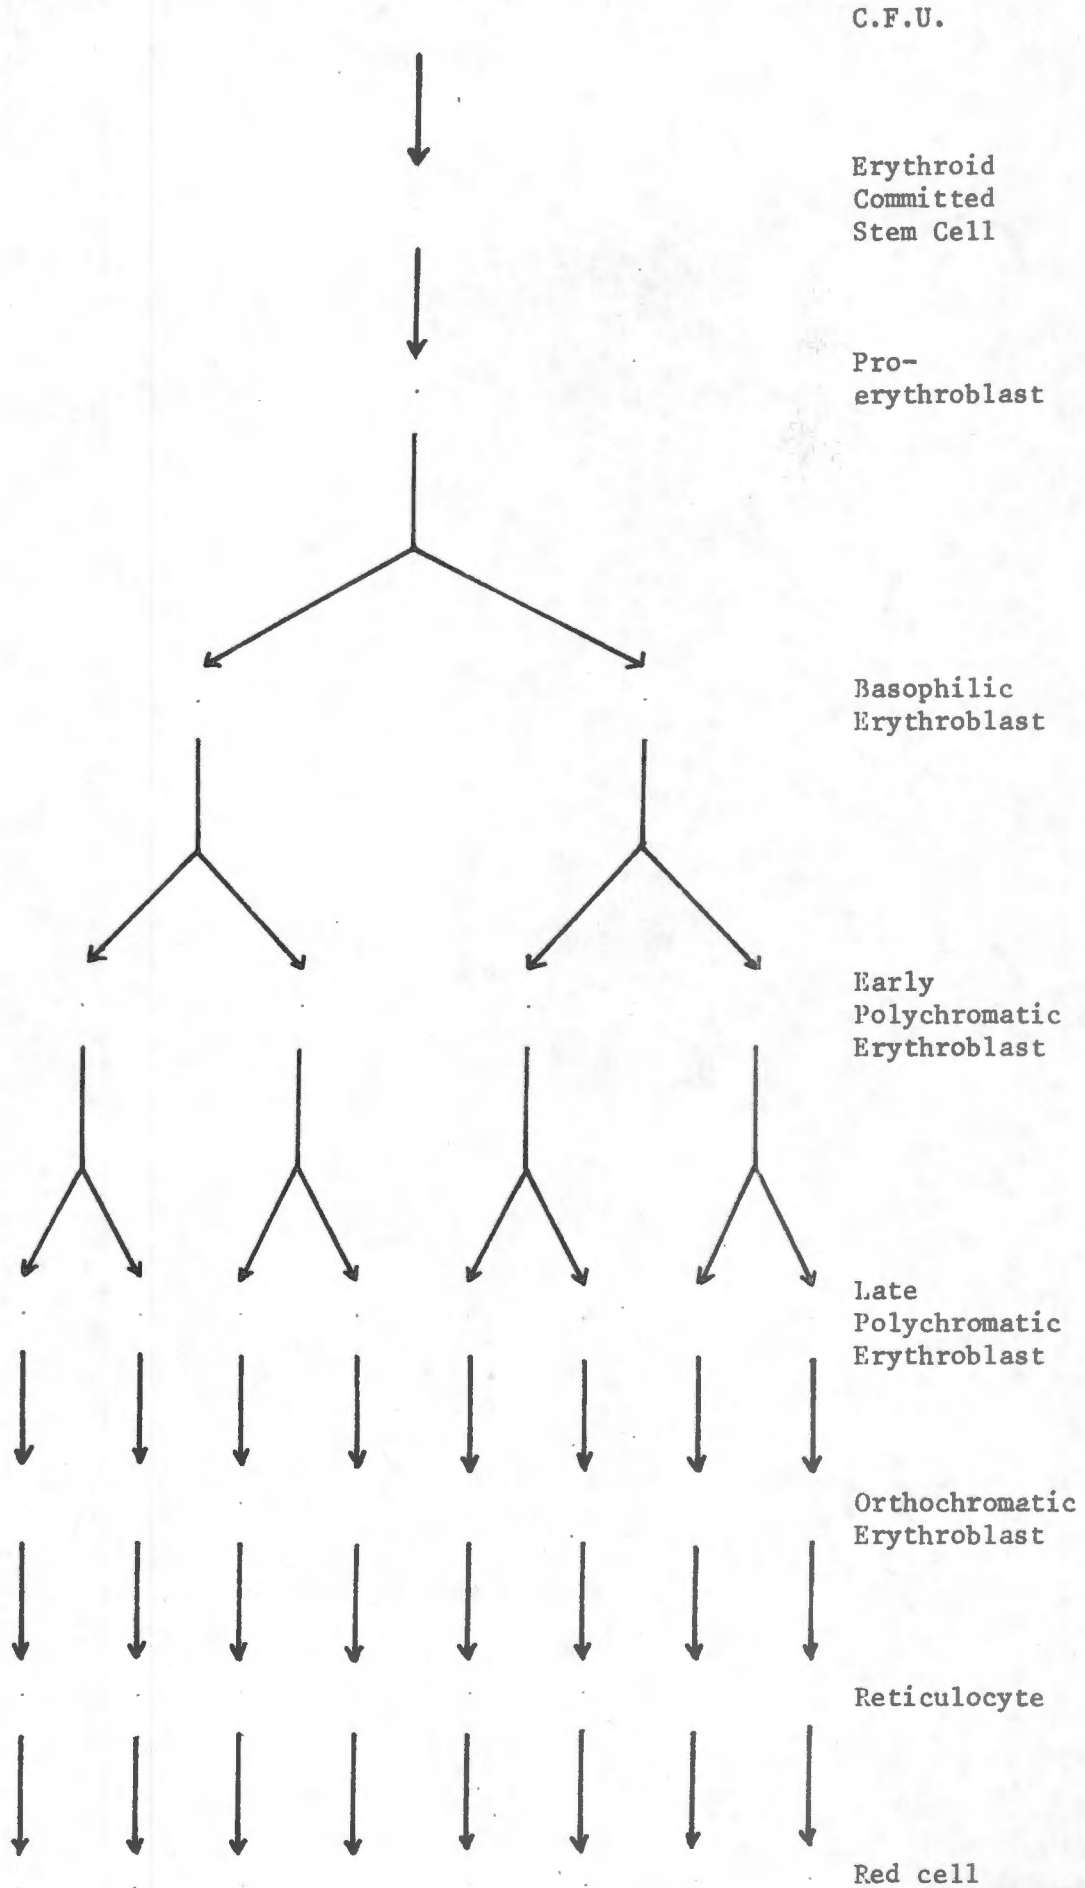 C.F.U.
Erythroid
Committed
Stem Cell
Pro-
erythroblast
Basophilic
Erythroblast
Early
Polychromatic
Erythroblast
Late
Polychromatic
Erythroblast
Orthochromatic
Erythroblast
Reticulocyte
Red cell